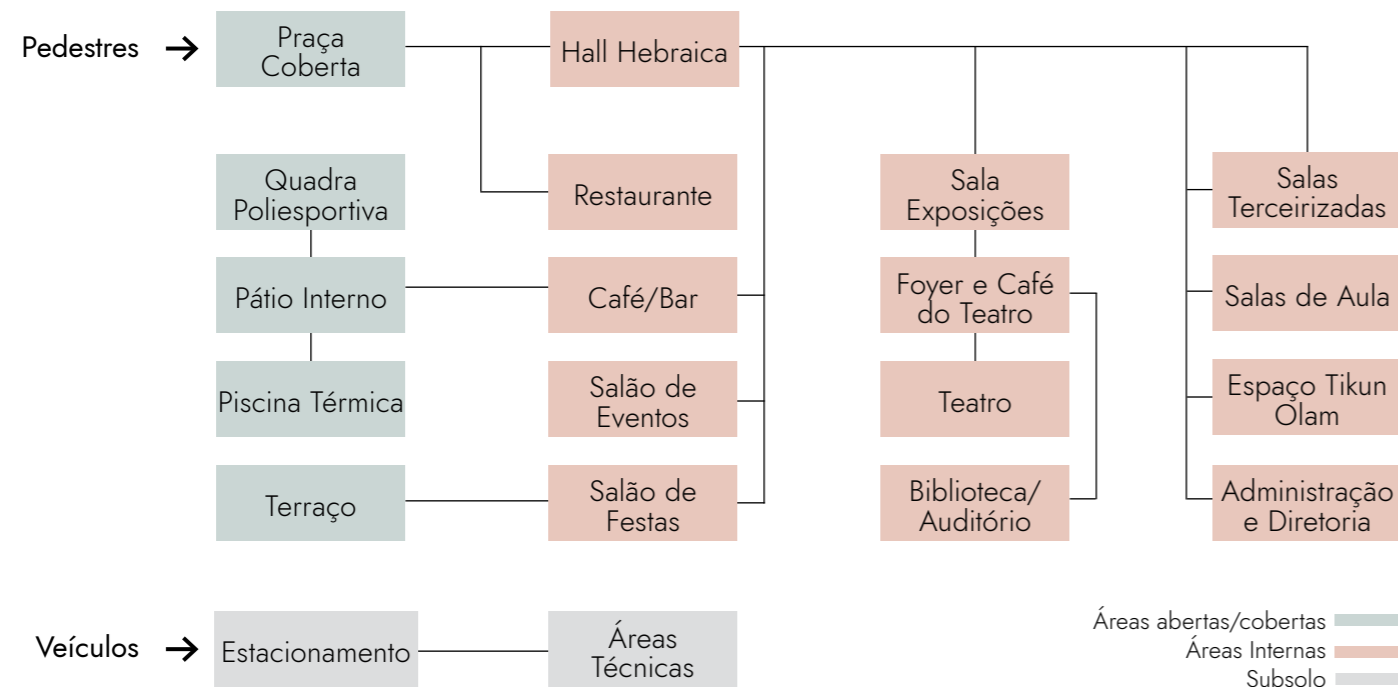 Pedestres
Praça
Coberta
Hall Hebraica
Quadra
Poliesportiva
Restaurante
Sala
Exposições
Salas
Terceirizadas
Pátio Interno
Café/Bar
Foyer e Café
do Teatro
Salas de Aula
Piscina Térmica
Salão de
Eventos
Teatro
Espaço Tikun
Olam
Terraço
Salão de
Festas
Biblioteca/
Auditório
Administração
e Diretoria
Veículos
Estacionamento
Áreas
Técnicas
Áreas abertas/cobertas
Áreas Internas
Subsolo